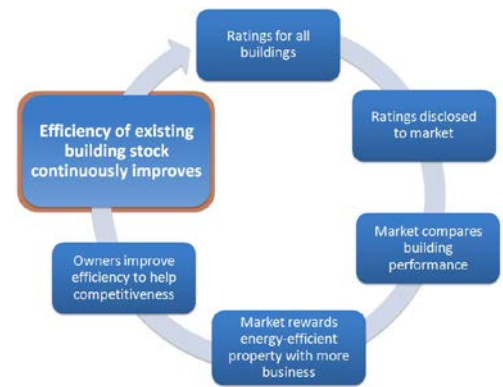 Ratings for all
buildings
Ratings disclosed
to market
Market compares
building
performance
Market rewards
energy-efficient
property with more
business
Owners improve
efficiency to help
competitiveness
Efficiency of existing
building stock
continuously improves